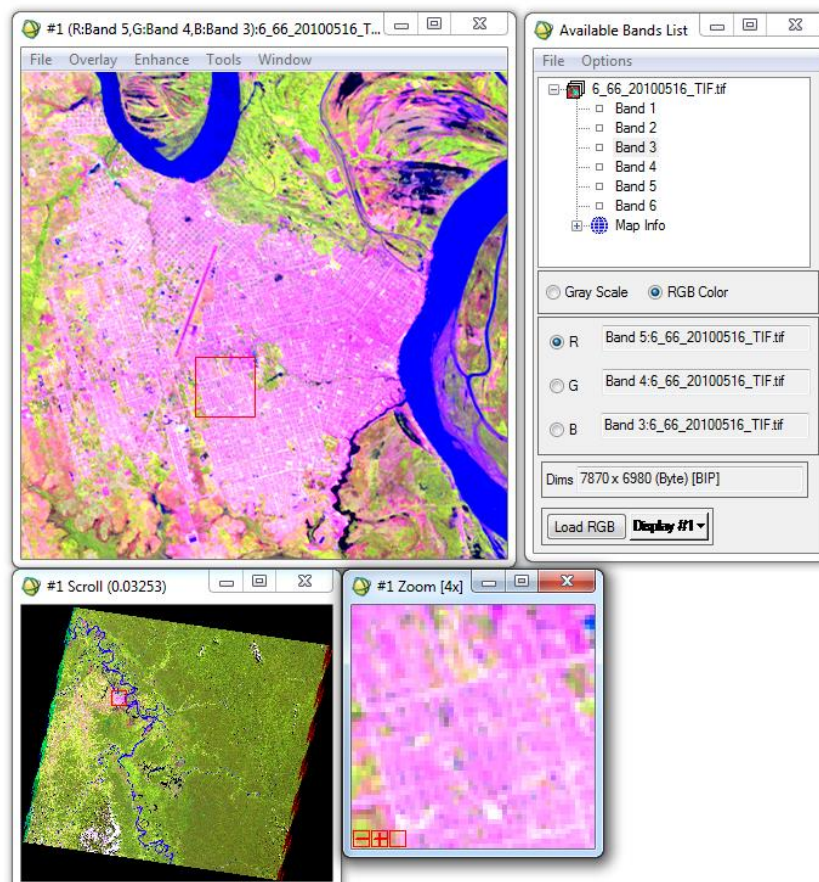 #1 (R:Band 5,G:Band 4,B:Band 3):6_66_20100516_T...
File Overlay Enhance Tools Window
Available Bands List
File Options
6_66_20100516_TIF.tif
Band 1
Band 2
Band 3
Band 4
Band 5
Band 6
Map Info
Gray Scale RGB Color
R Band 5:6_66_20100516_TIF.tif
G Band 4:6_66_20100516_TIF.tif
B Band 3:6_66_20100516_TIF.tif
Dims 7870 x 6980 (Byte) [BIP]
Load RGB Display #1
#1 Scroll (0.03253)
#1 Zoom [4x]